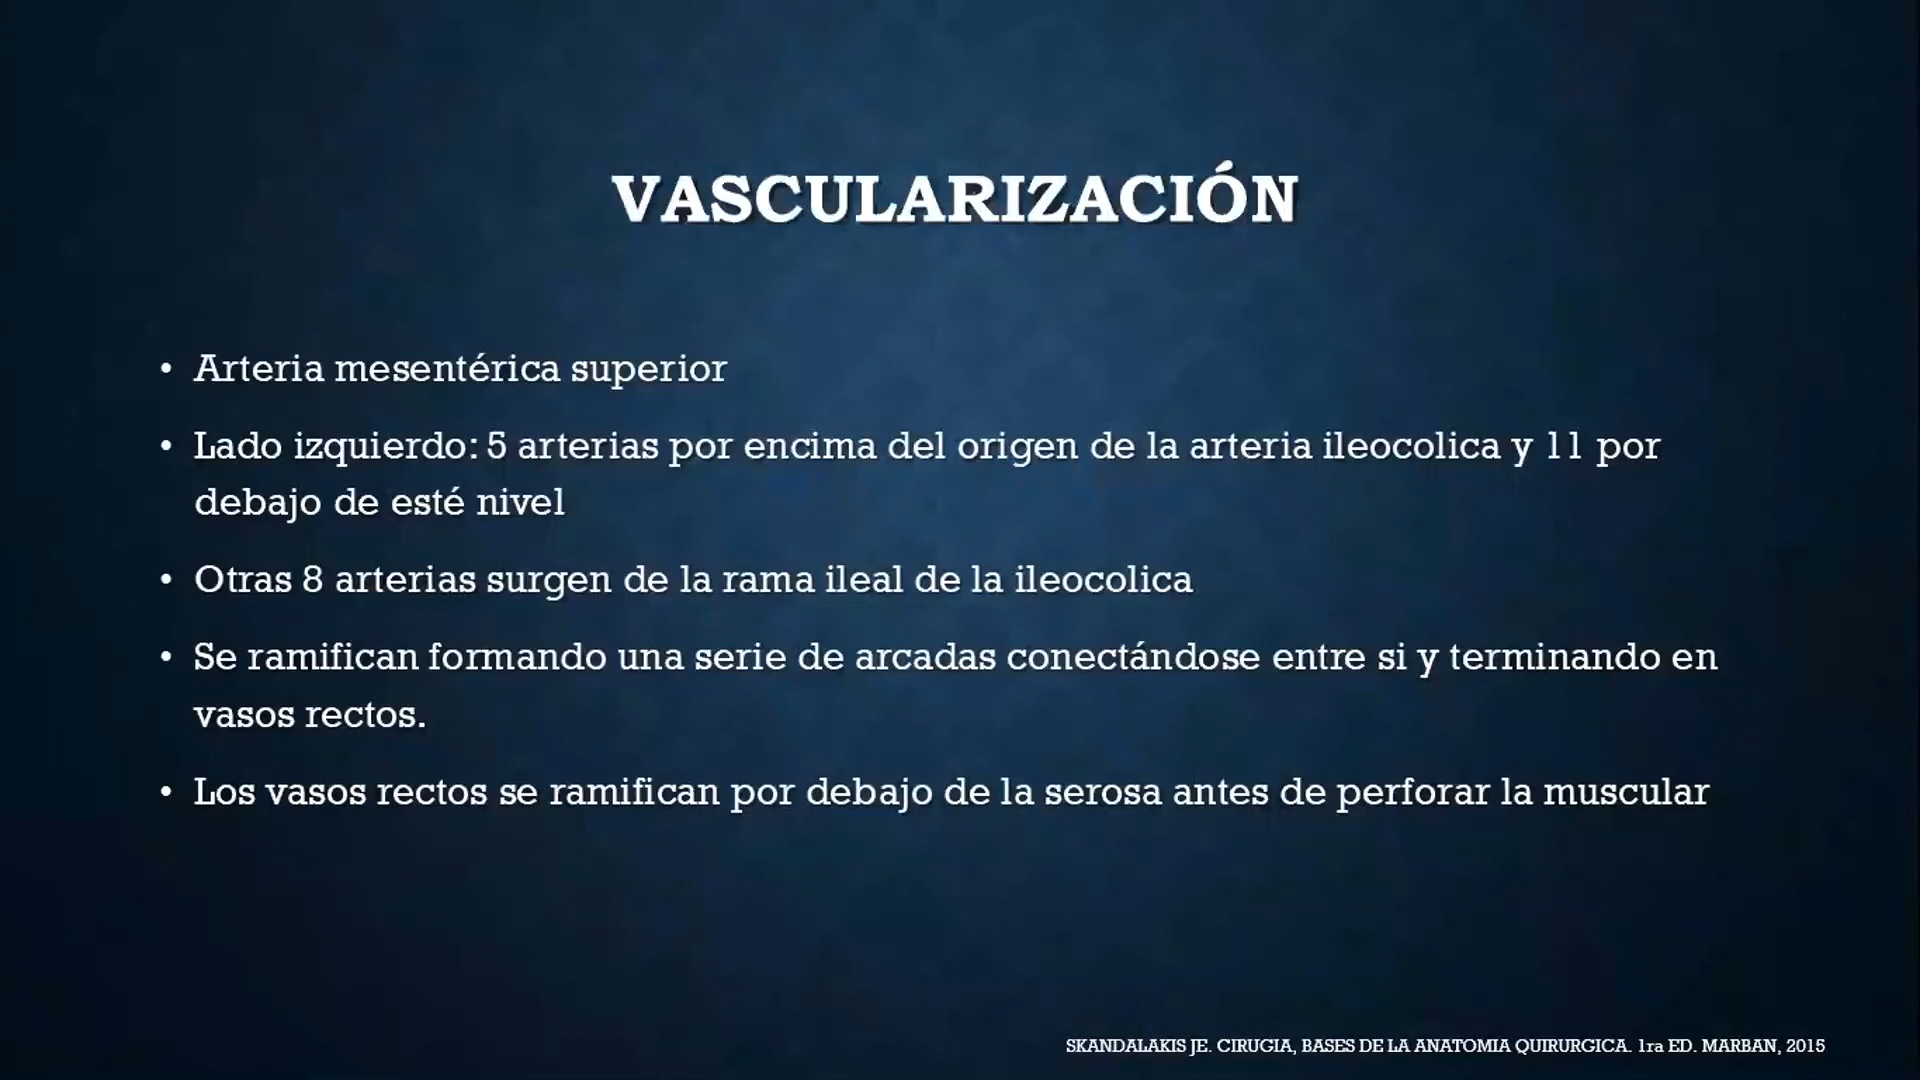 VASCULARIZACIÓN
• Arteria mesentérica superior
• Lado izquierdo: 5 arterias por encima del origen de la arteria ileocolica y 11 por
debajo de esté nivel
• Otras 8 arterias surgen de la rama ileal de la ileocolica
• Se ramifican formando una serie de arcadas conectándose entre si y terminando en
vasos rectos.
• Los vasos rectos se ramifican por debajo de la serosa antes de perforar la muscular
SKANDALAKIS JE. CIRUGIA, BASES DE LA ANATOMIA QUIRURGICA. 1ra ED. MARBAN, 2015